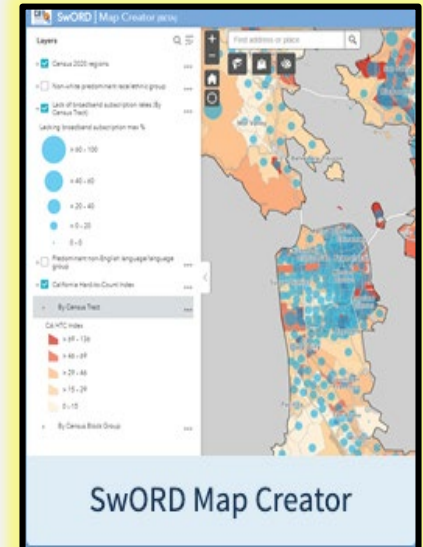 SwORD | Map Creator
Layers
Find address or place
Census 2020 regions
Non-white predominant race/ethnic group
Lack of broadband subscription rates (By
Census Tract)
Lacking broadband subscription max %
> 60 - 100
> 40 - 60
> 20 - 40
> 0 - 20
0 - 0
Predominant non-English language/language
group
California Hard-to-Count Index
By Census Tract
CA HTC Index
> 69 - 136
> 46 - 69
> 29 - 46
> 15 - 29
0 - 15
By Census Block Group
SwORD Map Creator